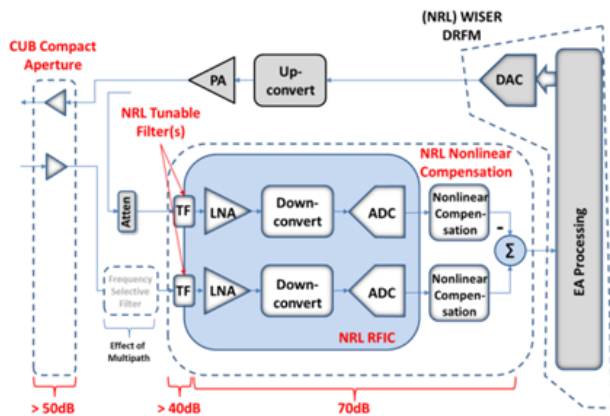 (NRL) WISER
DRFM
CUB Compact
Aperture
PA
Up-
convert
DAC
NRL Tunable
Filter(s)
NRL Nonlinear
Compensation
EA Processing
Atten
TF
LNA
Down-
convert
ADC
Nonlinear
Compen-
sation
-
Σ
Frequency
Selective
Filter
TF
LNA
Down-
convert
ADC
Nonlinear
Compen-
sation
NRL RFIC
Effect of
Multipath
> 50dB
> 40dB
70dB